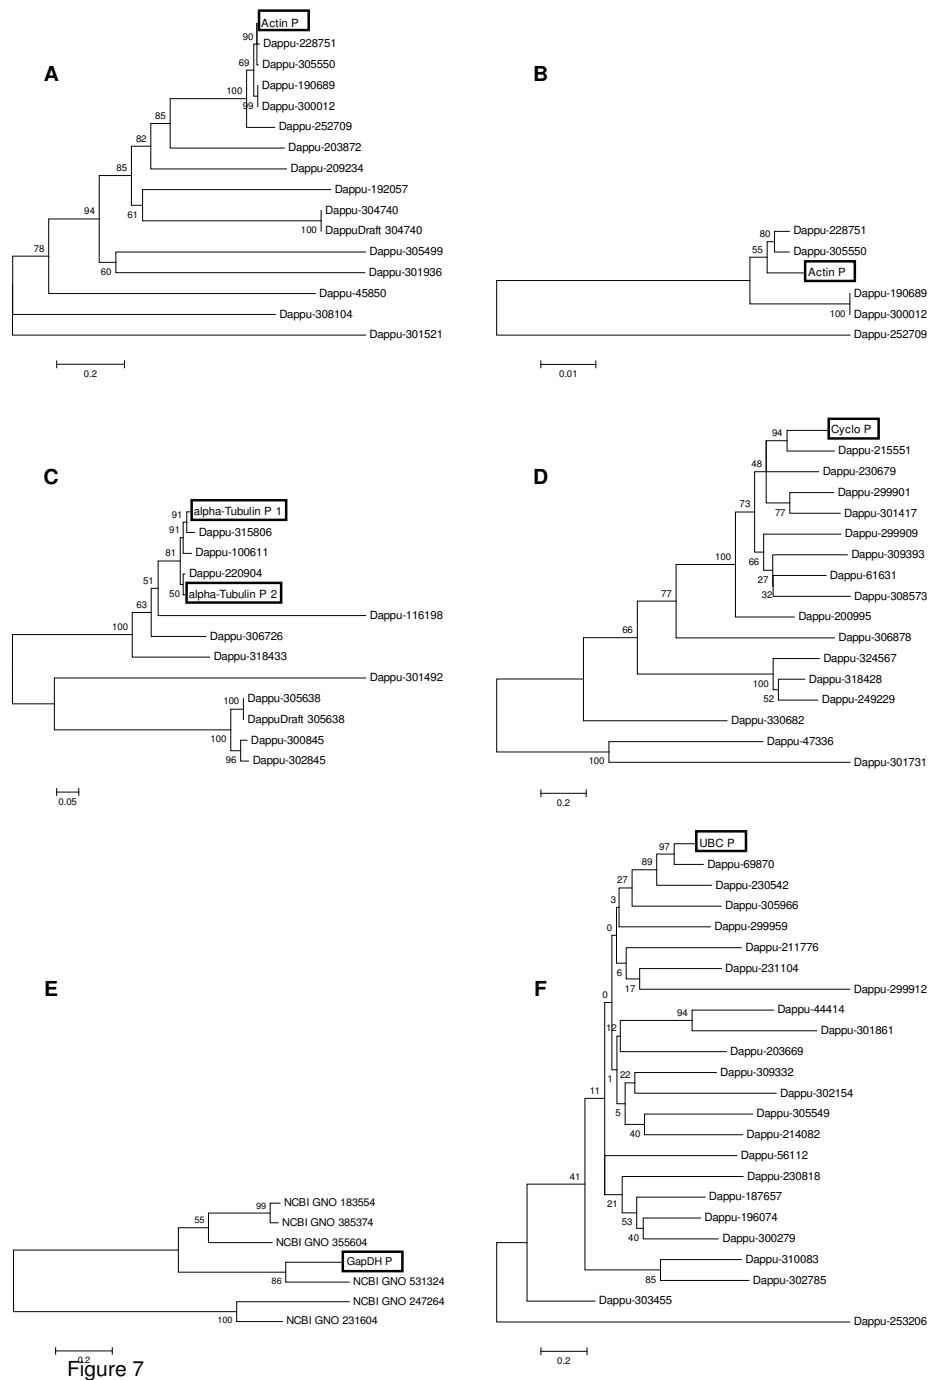 A
Actin P
90
Dappu-228751
69
Dappu-305550
Dappu-190689
100
99
Dappu-300012
85
Dappu-252709
82
Dappu-203872
85
Dappu-209234
Dappu-192057
94
61
Dappu-304740
100
DappuDraft 304740
78
Dappu-305499
60
Dappu-301936
Dappu-45850
Dappu-308104
Dappu-301521
0.2
B
80
Dappu-228751
55
Dappu-305550
Actin P
Dappu-190689
100
Dappu-300012
Dappu-252709
0.01
C
91
alpha-Tubulin P 1
91
Dappu-315806
81
Dappu-100611
51
Dappu-220904
50
alpha-Tubulin P 2
63
Dappu-116198
100
Dappu-306726
Dappu-318433
Dappu-301492
100
Dappu-305638
DappuDraft 305638
100
Dappu-300845
96
Dappu-302845
0.05
D
94
Cyclo P
Dappu-215551
48
Dappu-230679
73
Dappu-299901
77
Dappu-301417
Dappu-299909
100
66
Dappu-309393
27
Dappu-61631
32
Dappu-308573
77
Dappu-200995
66
Dappu-306878
Dappu-324567
100
Dappu-318428
52
Dappu-249229
Dappu-330682
Dappu-47336
100
Dappu-301731
0.2
E
99
NCBI GNO 183554
55
NCBI GNO 385374
NCBI GNO 355604
GapDH P
86
NCBI GNO 531324
NCBI GNO 247264
100
NCBI GNO 231604
0.2
F
97
UBC P
89
Dappu-69870
27
Dappu-230542
3
Dappu-305966
0
Dappu-299959
Dappu-211776
6
Dappu-231104
17
Dappu-299912
0
94
Dappu-44414
12
Dappu-301861
Dappu-203669
1
22
Dappu-309332
11
Dappu-302154
5
Dappu-305549
40
Dappu-214082
Dappu-56112
41
Dappu-230818
21
Dappu-187657
53
Dappu-196074
40
Dappu-300279
Dappu-310083
85
Dappu-302785
Dappu-303455
Dappu-253206
0.2
Figure 7